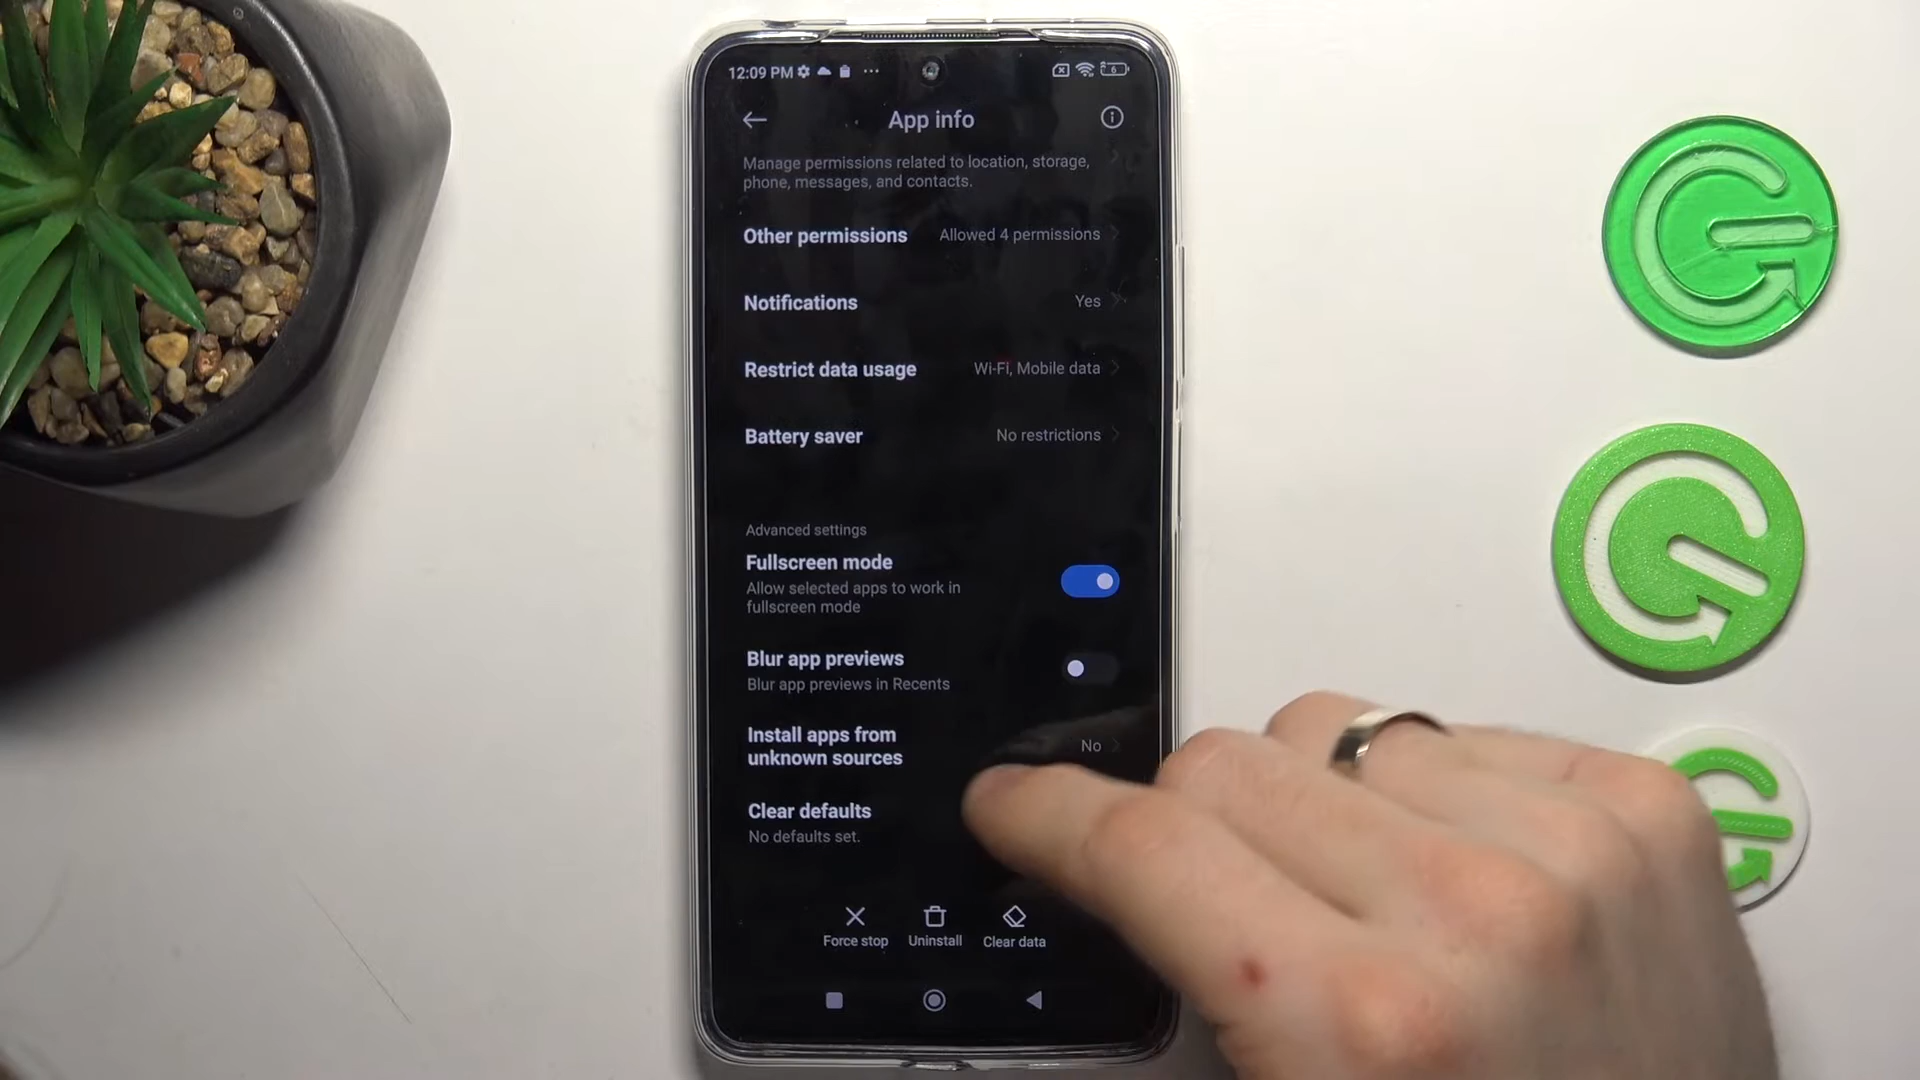 12:09 PM
6
App info
Manage permissions related to location, storage,
phone, messages, and contacts.
Other permissions Allowed 4 permissions
Notifications Yes
Restrict data usage Wi-Fi, Mobile data
Battery saver No restrictions
Advanced settings
Fullscreen mode
Allow selected apps to work in
fullscreen mode
Blur app previews
Blur app previews in Recents
Install apps from
unknown sources No
Clear defaults
No defaults set.
Force stop Uninstall Clear data